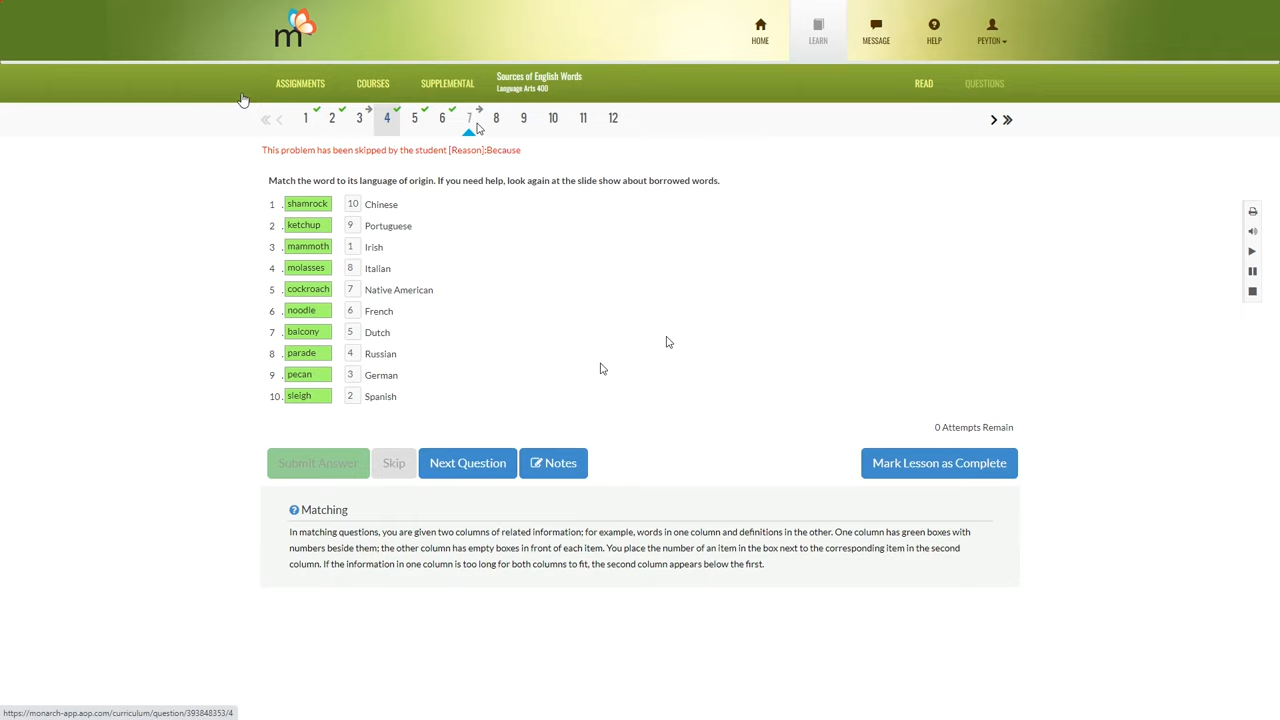 m
HOME
LEARN
MESSAGE
HELP
PEYTON
ASSIGNMENTS
COURSES
SUPPLEMENTAL
Sources of English Words
Language Arts 400
READ
QUESTIONS
1 2 3 4 5 6 7 8 9 10 11 12
This problem has been skipped by the student [Reason]:Because
Match the word to its language of origin. If you need help, look again at the slide show about borrowed words.
1 . shamrock 10 Chinese
2 . ketchup 9 Portuguese
3 . mammoth 1 Irish
4 . molasses 8 Italian
5 . cockroach 7 Native American
6 . noodle 6 French
7 . balcony 5 Dutch
8 . parade 4 Russian
9 . pecan 3 German
10 . sleigh 2 Spanish
0 Attempts Remain
Submit Answer
Skip
Next Question
Notes
Mark Lesson as Complete
Matching
In matching questions, you are given two columns of related information; for example, words in one column and definitions in the other. One column has green boxes with
numbers beside them; the other column has empty boxes in front of each item. You place the number of an item in the box next to the corresponding item in the second
column. If the information in one column is too long for both columns to fit, the second column appears below the first.
https://monarch-app.aop.com/curriculum/question/393848353/4